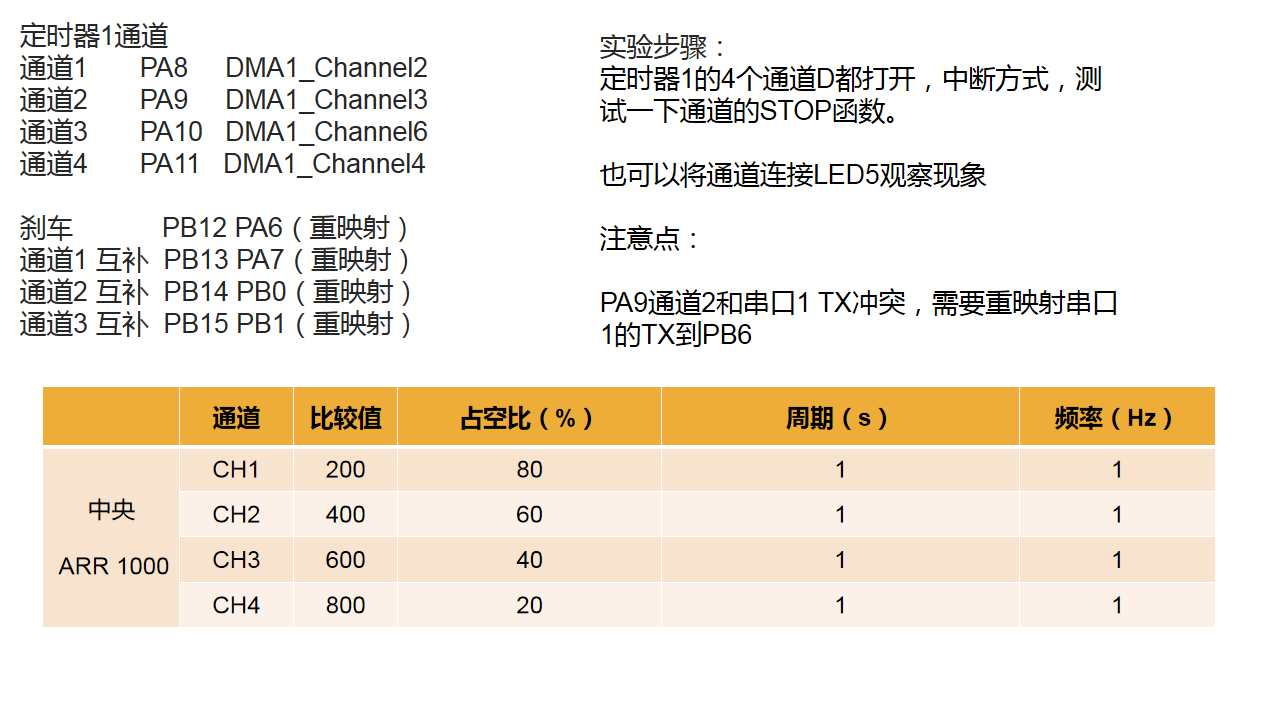 定时器1通道
通道1 PA8 DMA1_Channel2
通道2 PA9 DMA1_Channel3
通道3 PA10 DMA1_Channel6
通道4 PA11 DMA1_Channel4
刹车 PB12 PA6（重映射）
通道1 互补 PB13 PA7（重映射）
通道2 互补 PB14 PB0（重映射）
通道3 互补 PB15 PB1（重映射）
实验步骤：
定时器1的4个通道D都打开，中断方式，测
试一下通道的STOP函数。
也可以将通道连接LED5观察现象
注意点：
PA9通道2和串口1 TX冲突，需要重映射串口
1的TX到PB6
通道 比较值 占空比（%） 周期（s） 频率（Hz）
中央
ARR 1000
CH1 200 80 1 1
CH2 400 60 1 1
CH3 600 40 1 1
CH4 800 20 1 1